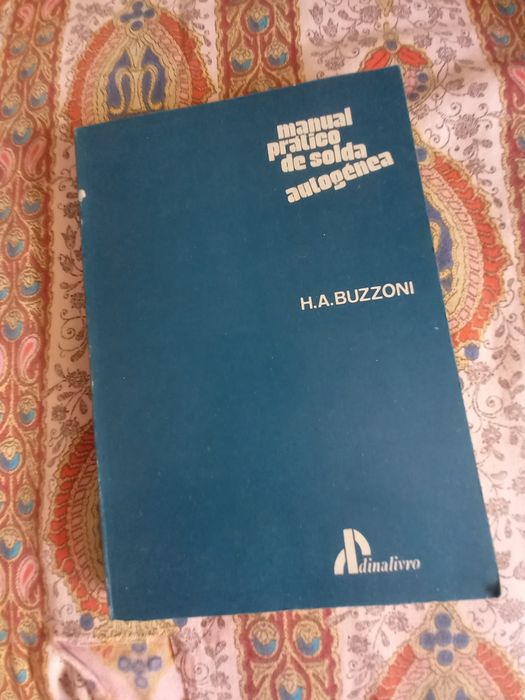 manual
prático
de solda
autogénea
H.A.BUZZONI
dinalivro